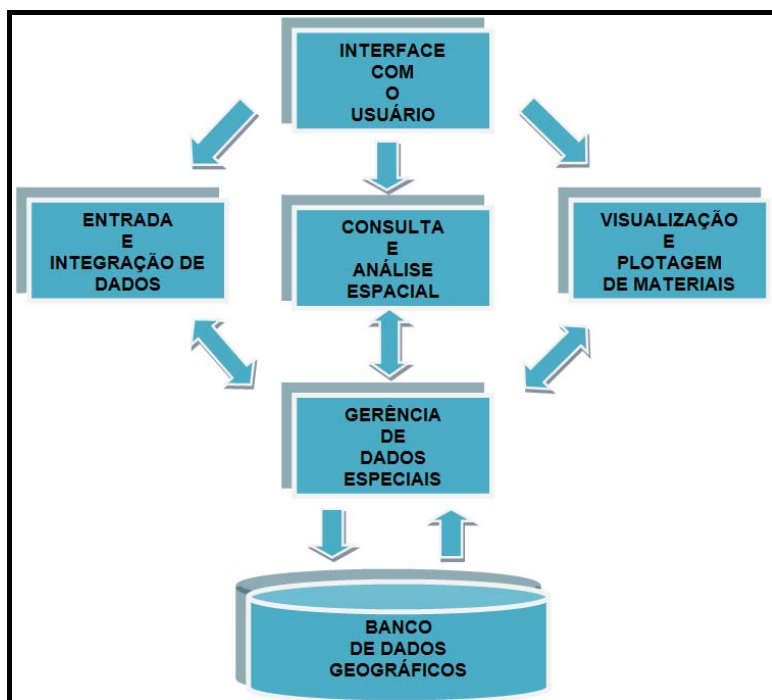 INTERFACE
COM
O
USUÁRIO
ENTRADA
E
INTEGRAÇÃO DE
DADOS
CONSULTA
E
ANÁLISE
ESPACIAL
VISUALIZAÇÃO
E
PLOTAGEM
DE MATERIAIS
GERÊNCIA
DE
DADOS
ESPECIAIS
BANCO
DE DADOS
GEOGRÁFICOS